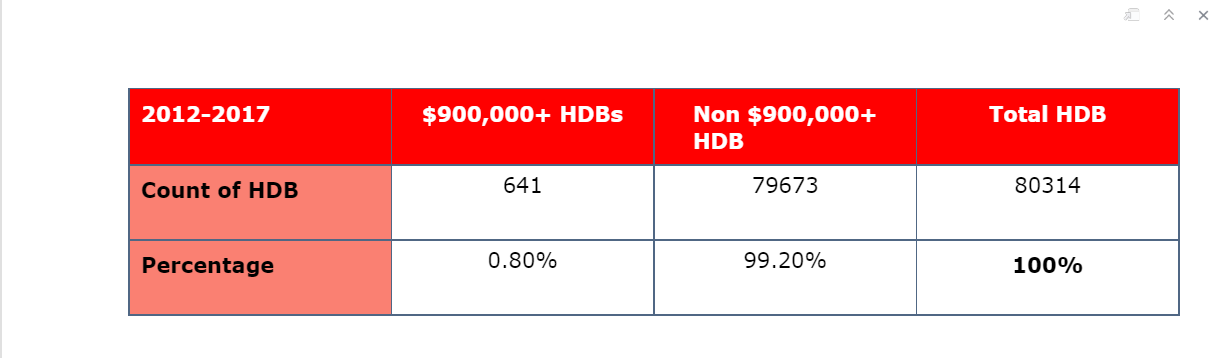 2012-2017 $900,000+ HDBs Non $900,000+ HDB Total HDB
Count of HDB 641 79673 80314
Percentage 0.80% 99.20% 100%